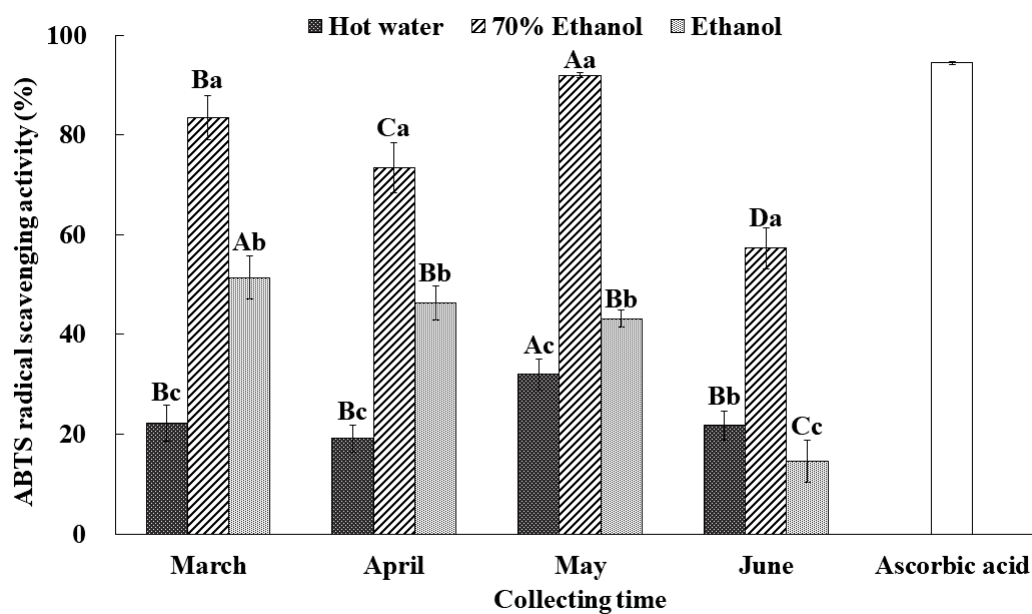 Hot water 70% Ethanol Ethanol
ABTS radical scavenging activity (%)
100
80
60
40
20
0
Bc Ba Ab
Bc Ca Bb
Ac Aa Bb
Bb Da Cc
March April May June Ascorbic acid
Collecting time